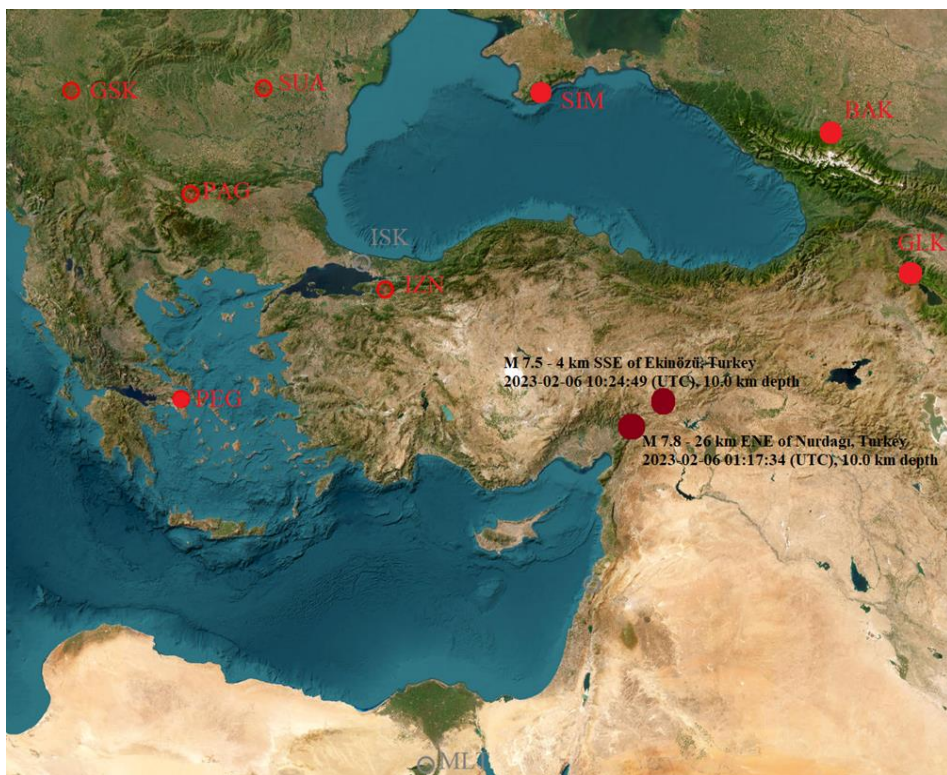 GSK
SUA
SIM
BAK
PAG
ISK
GLK
IZN
M 7.5 - 4 km SSE of Ekinözü, Turkey
2023-02-06 10:24:49 (UTC), 10.0 km depth
PEG
M 7.8 - 26 km ENE of Nurdagı, Turkey
2023-02-06 01:17:34 (UTC), 10.0 km depth
MLT